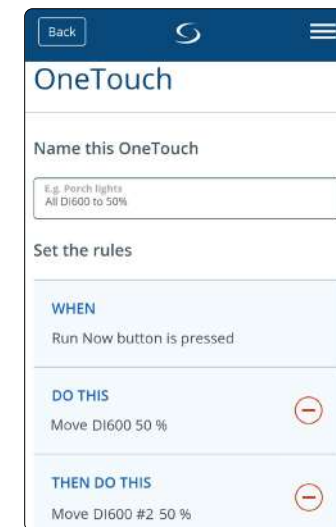 Back
OneTouch
Name this OneTouch
E.g. Porch lights
All DI600 to 50%
Set the rules
WHEN
Run Now button is pressed
DO THIS
Move DI600 50 %
THEN DO THIS
Move DI600 #2 50 %